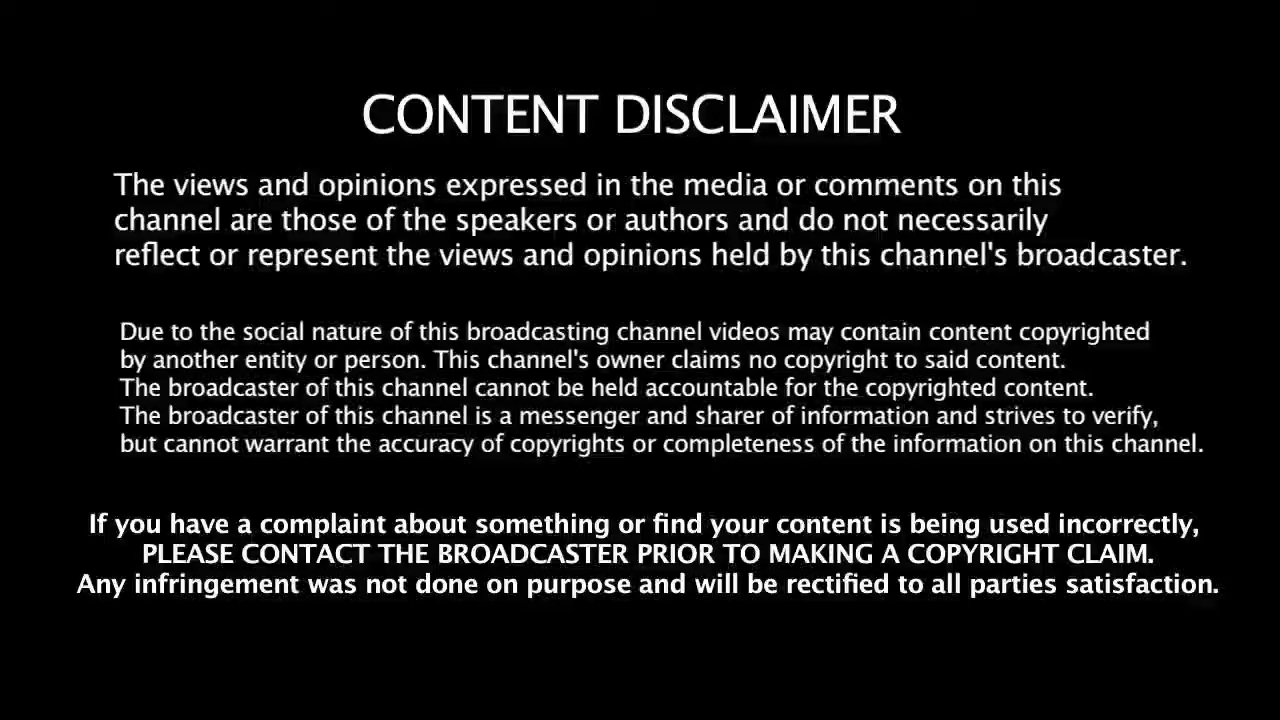 CONTENT DISCLAIMER
The views and opinions expressed in the media or comments on this
channel are those of the speakers or authors and do not necessarily
reflect or represent the views and opinions held by this channel's broadcaster.
Due to the social nature of this broadcasting channel videos may contain content copyrighted
by another entity or person. This channel's owner claims no copyright to said content.
The broadcaster of this channel cannot be held accountable for the copyrighted content.
The broadcaster of this channel is a messenger and sharer of information and strives to verify,
but cannot warrant the accuracy of copyrights or completeness of the information on this channel.
If you have a complaint about something or find your content is being used incorrectly,
PLEASE CONTACT THE BROADCASTER PRIOR TO MAKING A COPYRIGHT CLAIM.
Any infringement was not done on purpose and will be rectified to all parties satisfaction.